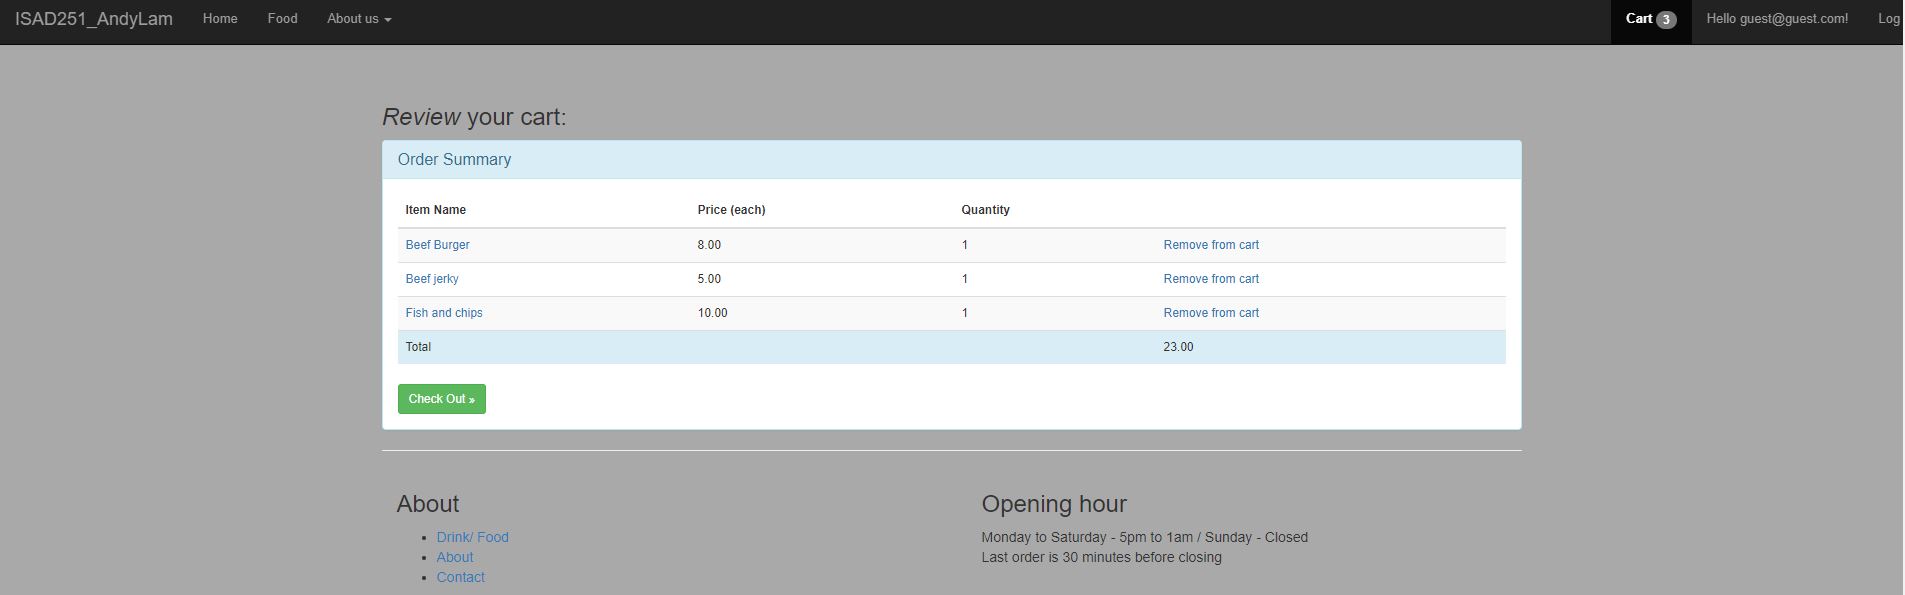 ISAD251_AndyLam Home Food About us Cart 3 Hello guest@guest.com! Log
Review your cart:
Order Summary
Item Name Price (each) Quantity
Beef Burger 8.00 1 Remove from cart
Beef jerky 5.00 1 Remove from cart
Fish and chips 10.00 1 Remove from cart
Total 23.00
Check Out »
About
• Drink/ Food
• About
• Contact
Opening hour
Monday to Saturday - 5pm to 1am / Sunday - Closed
Last order is 30 minutes before closing